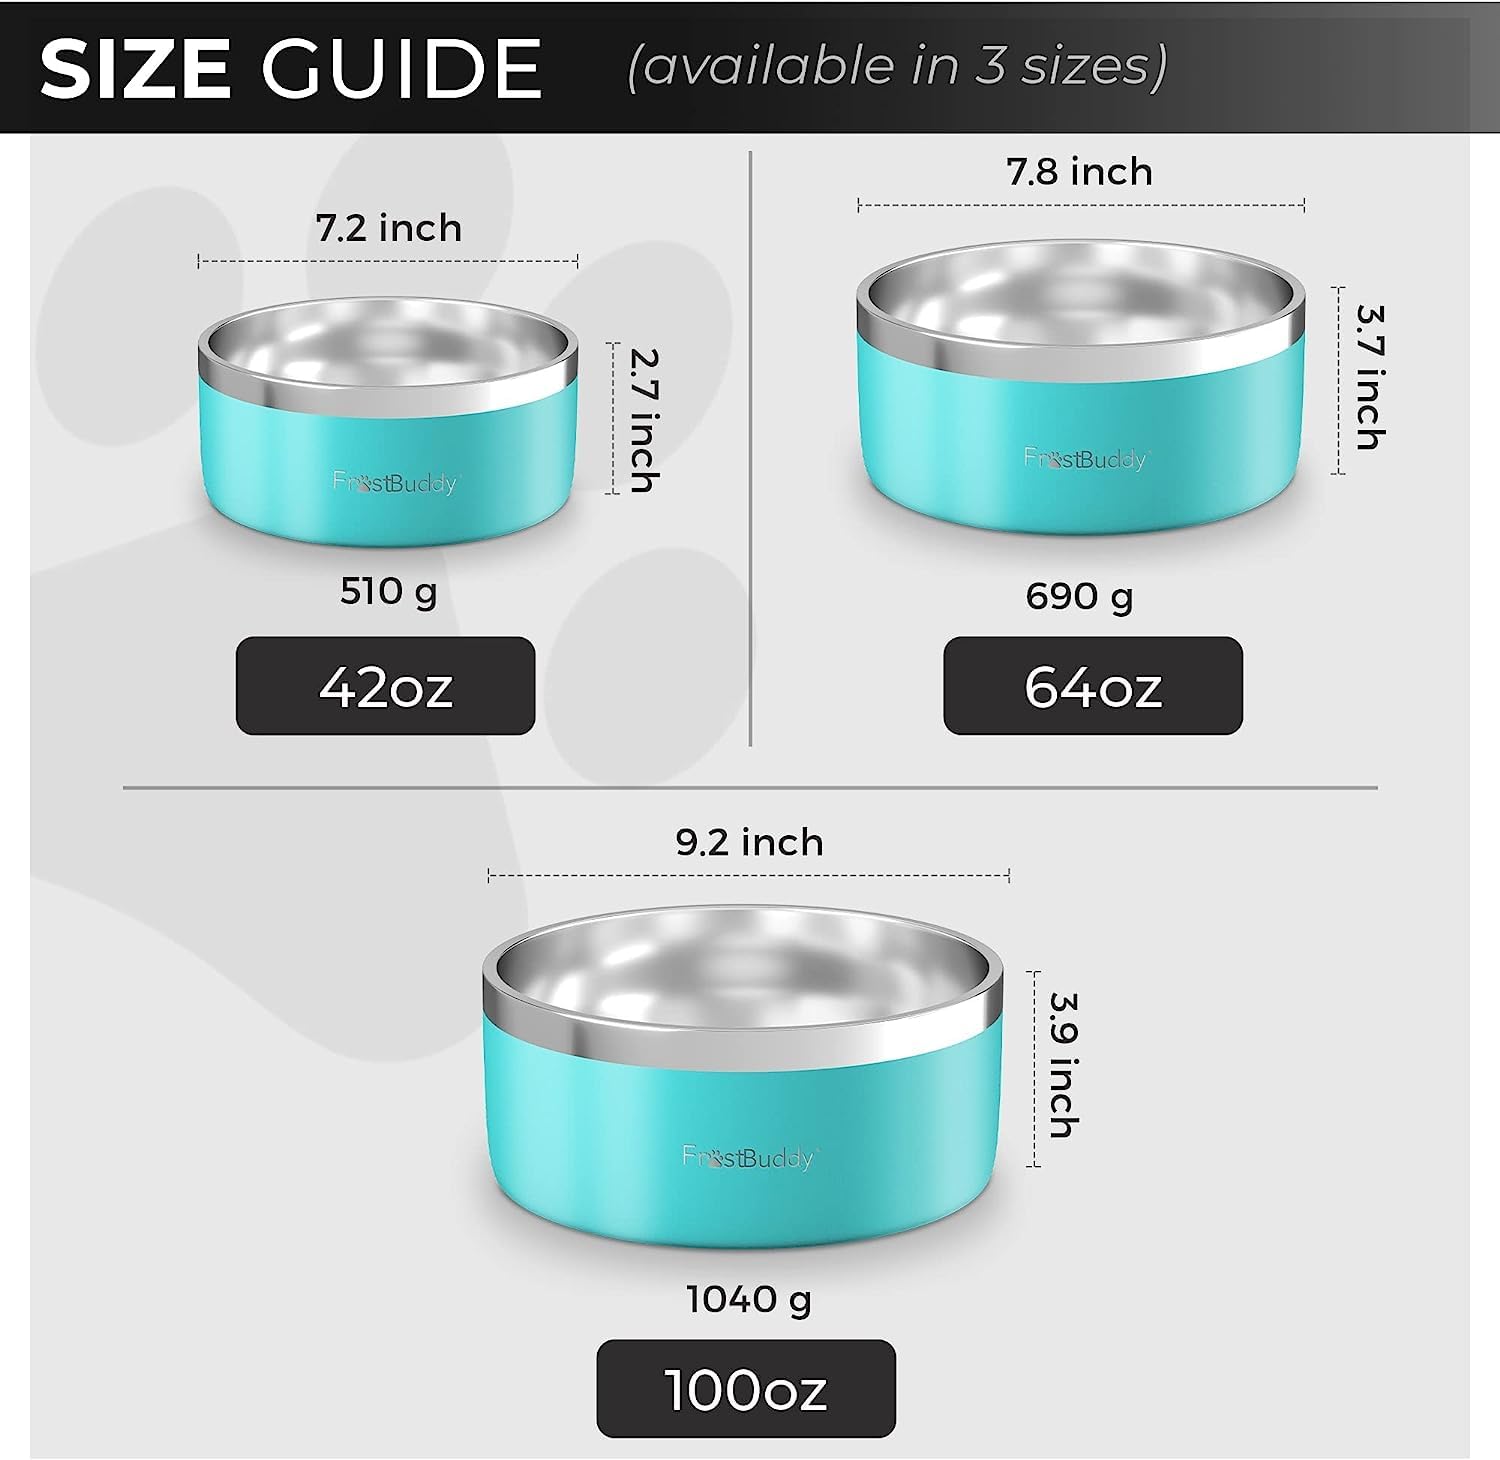 SIZE GUIDE (available in 3 sizes)
7.2 inch
2.7 inch
FrostBuddy
510 g
42oz
7.8 inch
3.7 inch
FrostBuddy
690 g
64oz
9.2 inch
3.9 inch
FrostBuddy
1040 g
100oz